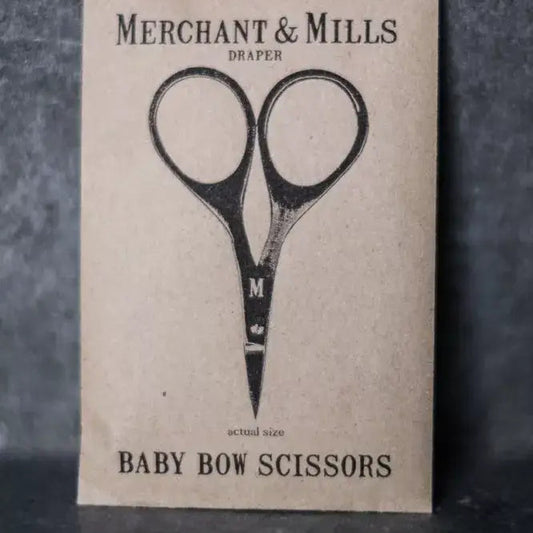 MERCHANT & MILLS
DRAPER
M
actual size
BABY BOW SCISSORS